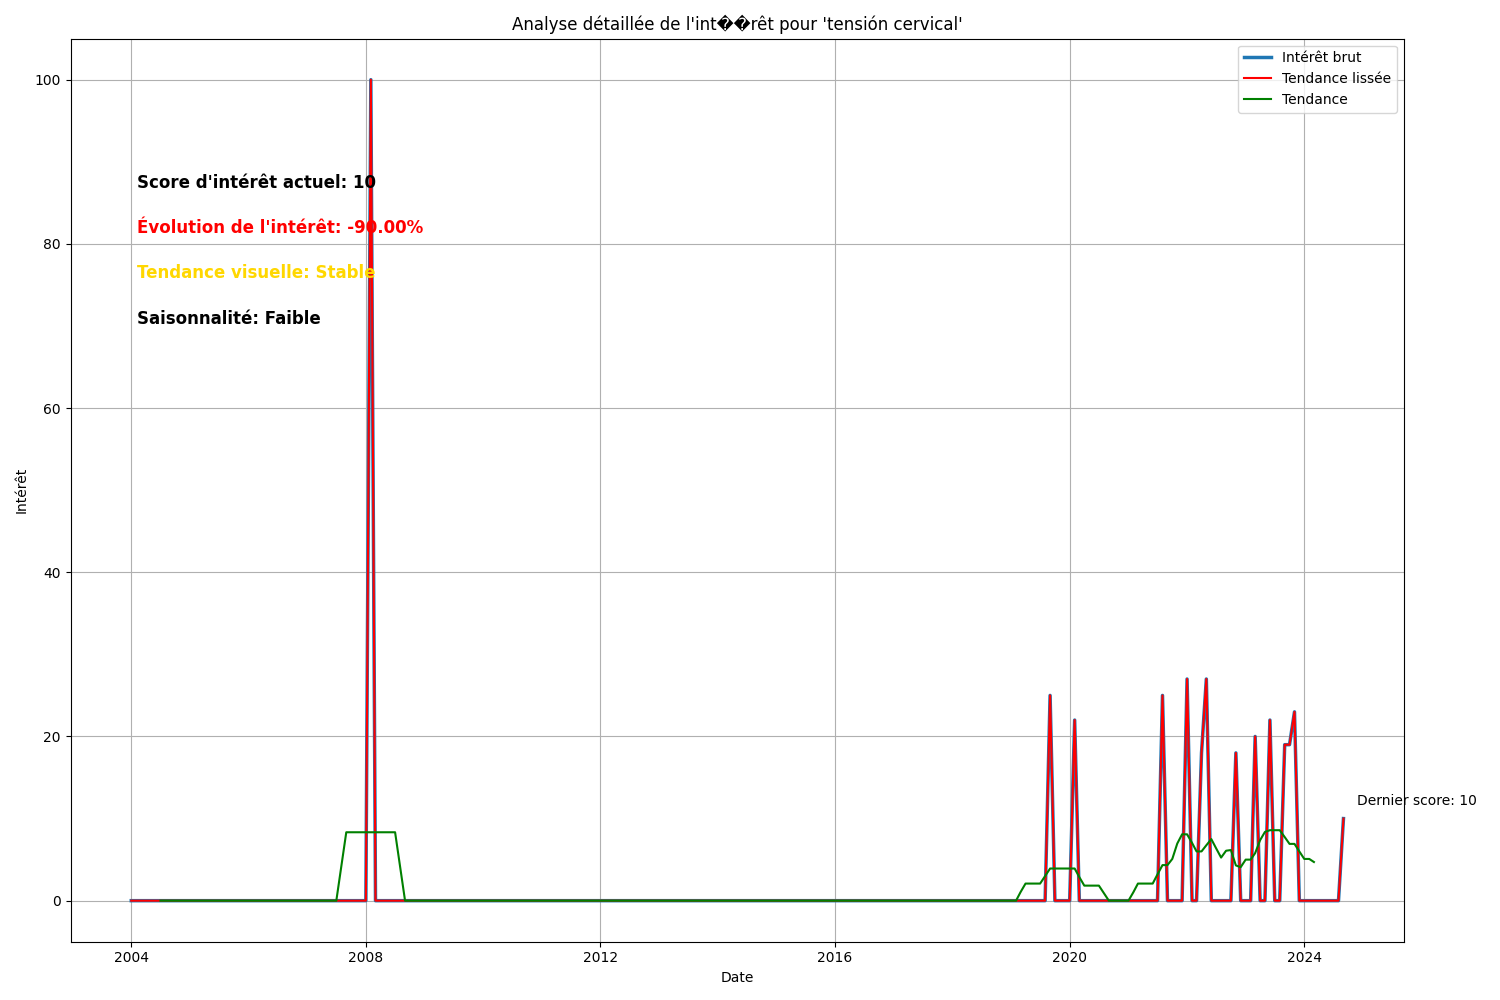 Analyse détaillée de l'int��rêt pour 'tensión cervical'
Intérêt brut
Tendance lissée
Tendance
Score d'intérêt actuel: 10
Évolution de l'intérêt: -90.00%
Tendance visuelle: Stable
Saisonnalité: Faible
Dernier score: 10
Intérêt
100
80
60
40
20
0
2004
2008
2012
2016
2020
2024
Date